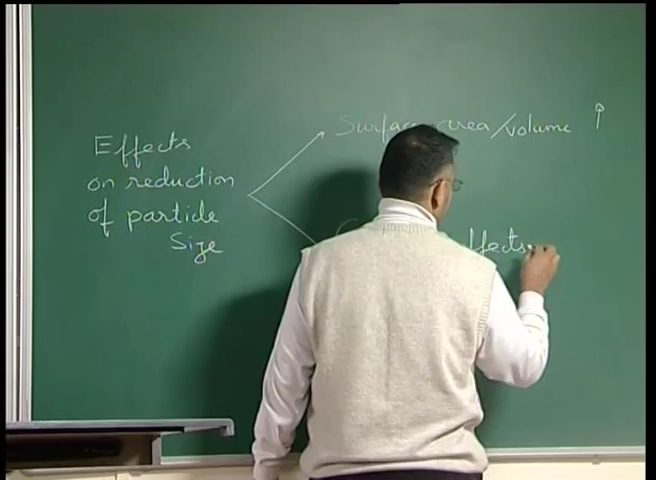 Effects
on reduction
of particle
Size
Surface area/volume ↑
ffects